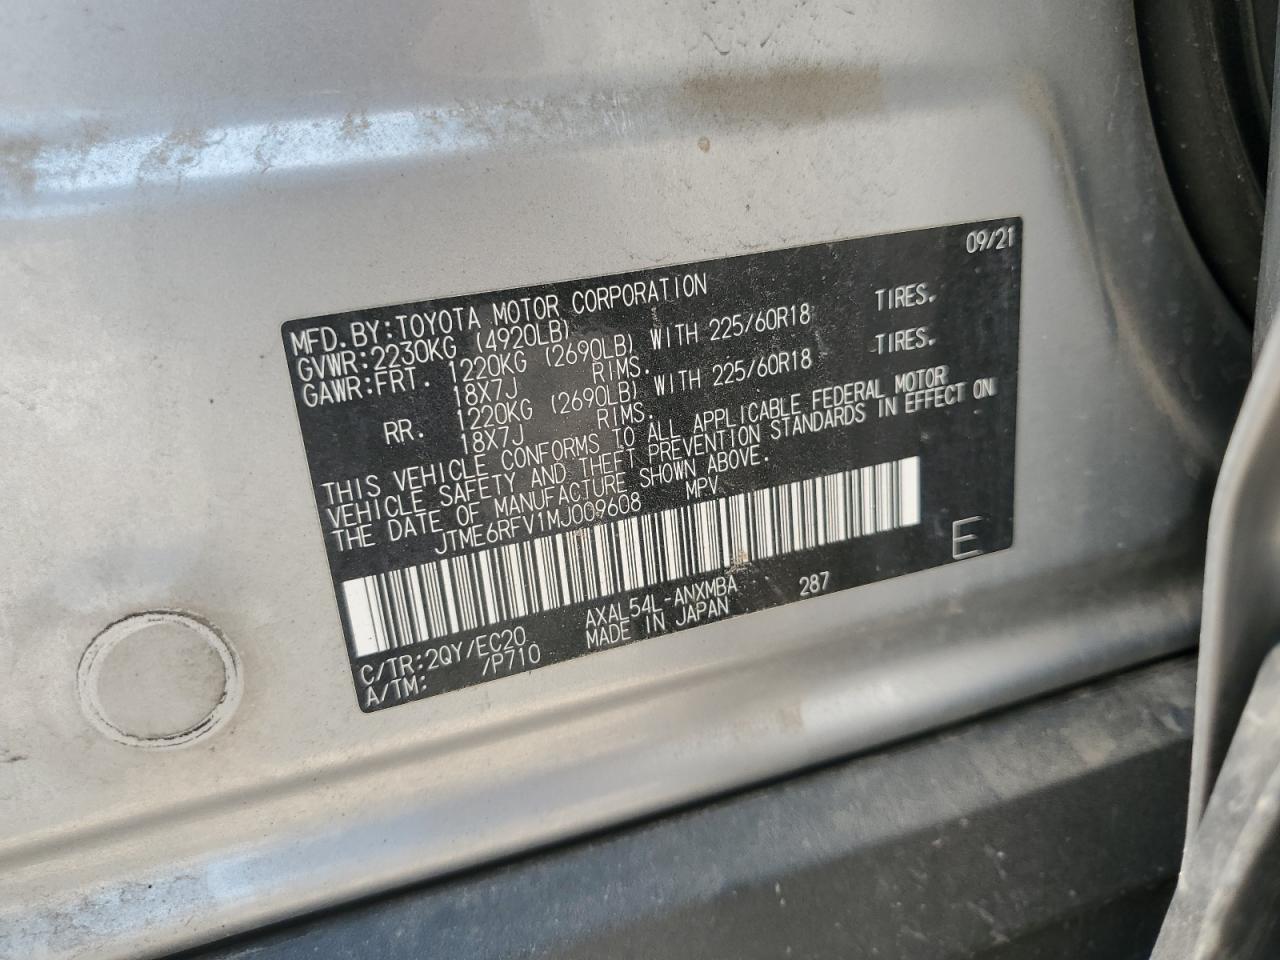 09/21
MFD.BY:TOYOTA MOTOR CORPORATION
GVWR:2230KG (4920LB)
GAWR:FRT. 1220KG (2690LB) WITH 225/60R18 TIRES.
18X7J RIMS.
RR. 1220KG (2690LB) WITH 225/60R18 TIRES.
18X7J RIMS.
THIS VEHICLE CONFORMS TO ALL APPLICABLE FEDERAL MOTOR
VEHICLE SAFETY AND THEFT PREVENTION STANDARDS IN EFFECT ON
THE DATE OF MANUFACTURE SHOWN ABOVE.
JTME6RFV1MJ009608 MPV
C/TR:2QY/EC20 AXAL54L-ANXMBA 287 E
A/TM: /P710 MADE IN JAPAN